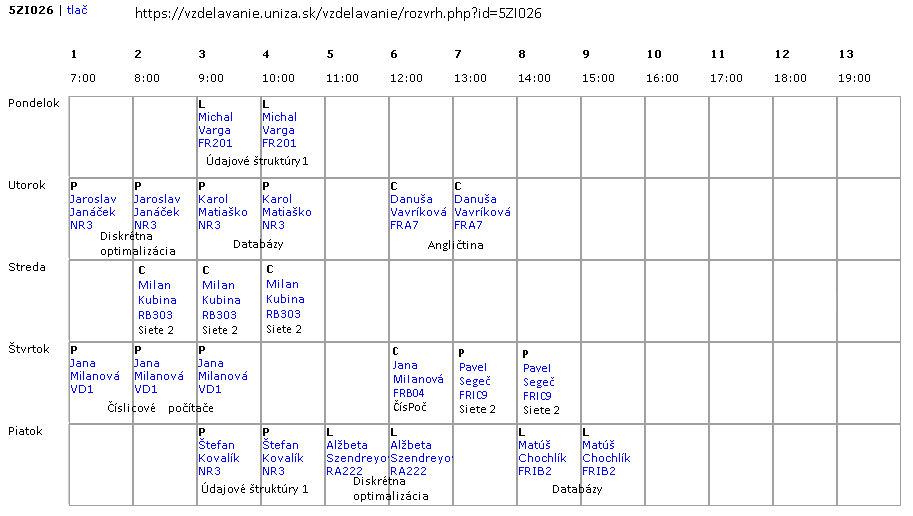 5ZI026 | tlač https://vzdelavanie.uniza.sk/vzdelavanie/rozvrh.php?id=5ZI026
1 2 3 4 5 6 7 8 9 10 11 12 13
7:00 8:00 9:00 10:00 11:00 12:00 13:00 14:00 15:00 16:00 17:00 18:00 19:00
Pondelok
L L
Michal Michal
Varga Varga
FR201 FR201
Údajové štruktúry 1
Utorok
P P P P C C
Jaroslav Jaroslav Karol Karol Danuša Danuša
Janáček Janáček Matiaško Matiaško Vavríková Vavríková
NR3 NR3 NR3 NR3 FRA7 FRA7
Diskrétna Databázy Angličtina
optimalizácia
Streda
C C C
Milan Milan Milan
Kubina Kubina Kubina
RB303 RB303 RB303
Siete 2 Siete 2 Siete 2
Štvrtok
P P P C P P
Jana Jana Jana Jana Pavel Pavel
Milanová Milanová Milanová Milanová Segeč Segeč
VD1 VD1 VD1 FRB04 FRIC9 FRIC9
Číslicové počítače ČísPoč Siete 2 Siete 2
Piatok
P P L L L L
Štefan Štefan Alžbeta Alžbeta Matúš Matúš
Kovalík Kovalík Szendreyo Szendreyo Chochlík Chochlík
NR3 NR3 RA222 RA222 FRIB2 FRIB2
Údajové štruktúry 1 Diskrétna Databázy
optimalizácia